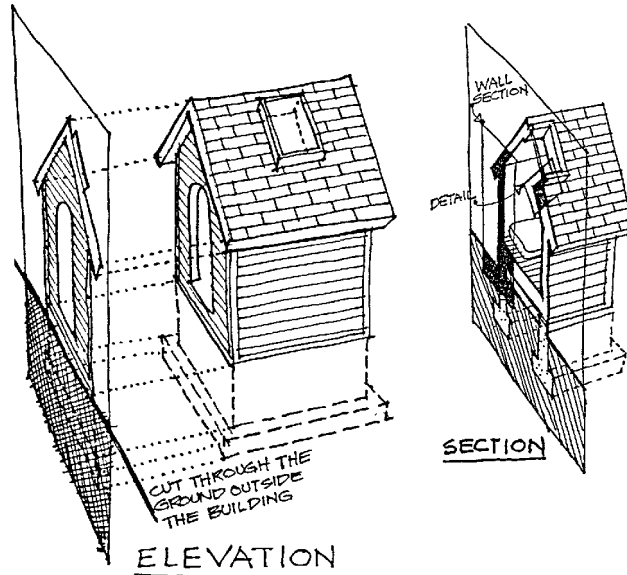 CUT THROUGH THE
GROUND OUTSIDE
THE BUILDING
ELEVATION
WALL
SECTION
DETAIL
SECTION